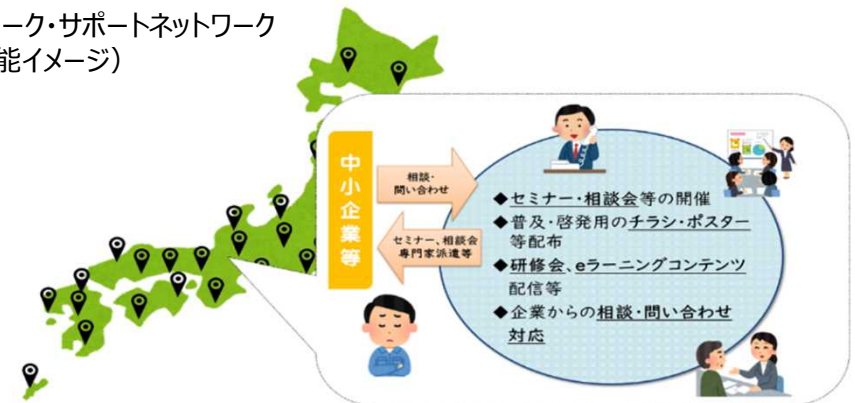 ーク・サポートネットワーク
能イメージ）
中小企業等
相談・
問い合わせ
セミナー、相談会
専門家派遣等
◆セミナー・相談会等の開催
◆普及・啓発用のチラシ・ポスター
等配布
◆研修会、eラーニングコンテンツ
配信等
◆企業からの相談・問い合わせ
対応